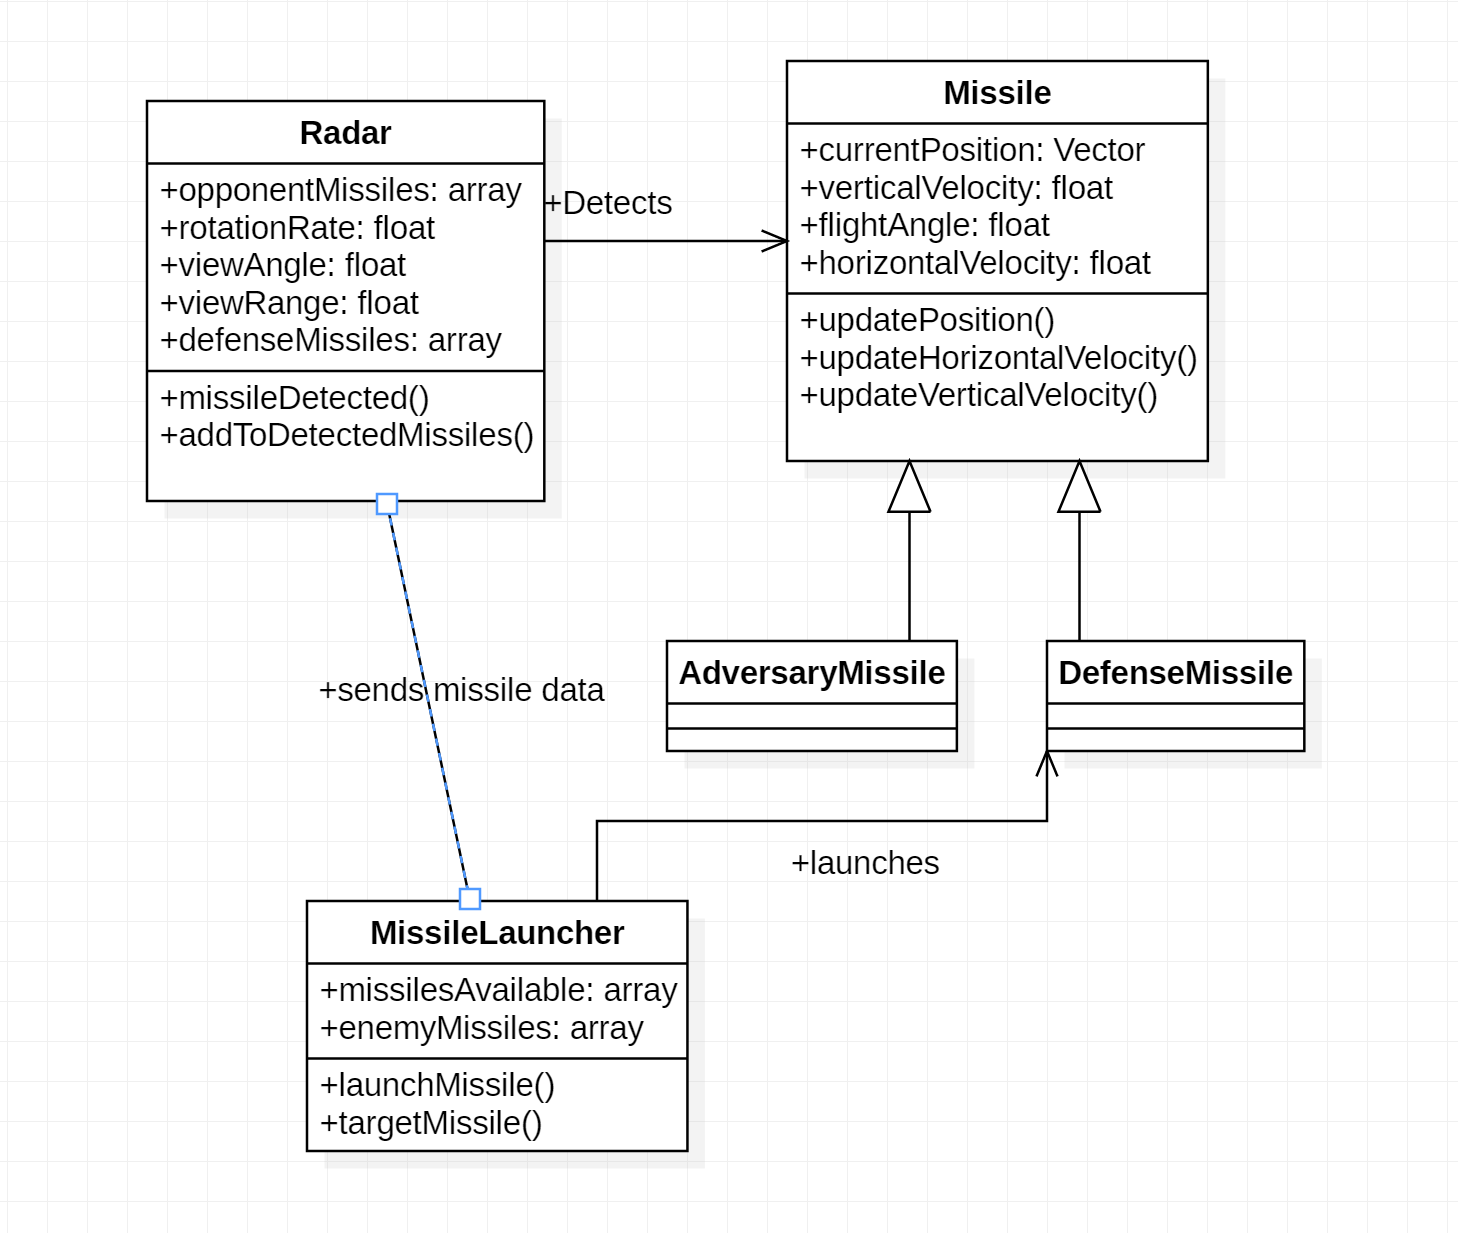 Radar
+opponentMissiles: array
+rotationRate: float
+viewAngle: float
+viewRange: float
+defenseMissiles: array
+missileDetected()
+addToDetectedMissiles()
+Detects
Missile
+currentPosition: Vector
+verticalVelocity: float
+flightAngle: float
+horizontalVelocity: float
+updatePosition()
+updateHorizontalVelocity()
+updateVerticalVelocity()
+sends missile data
AdversaryMissile
DefenseMissile
+launches
MissileLauncher
+missilesAvailable: array
+enemyMissiles: array
+launchMissile()
+targetMissile()